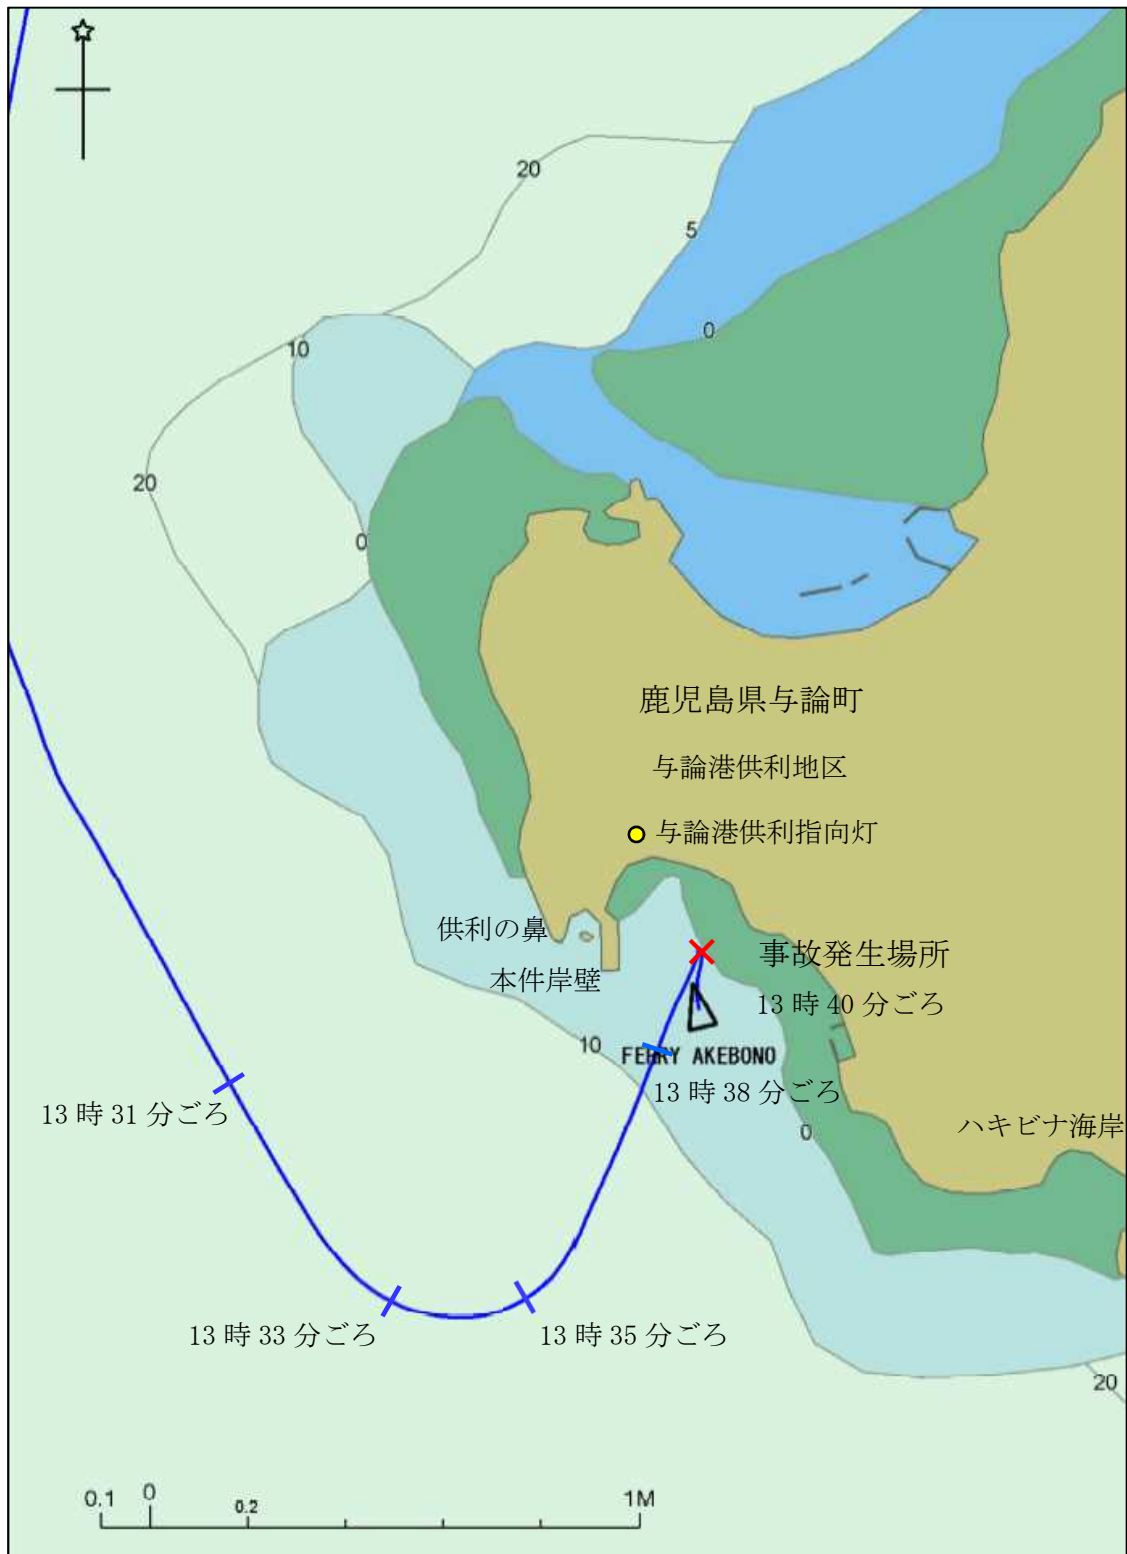 20
5
0
10
20
0
鹿児島県与論町
与論港供利地区
与論港供利指向灯
供利の鼻
事故発生場所
本件岸壁
13 時 40 分ごろ
10
FERRY AKEBONO
13 時 38 分ごろ
13 時 31 分ごろ
ハキビナ海岸
0
13 時 33 分ごろ
13 時 35 分ごろ
20
0.1 0 0.2 1M